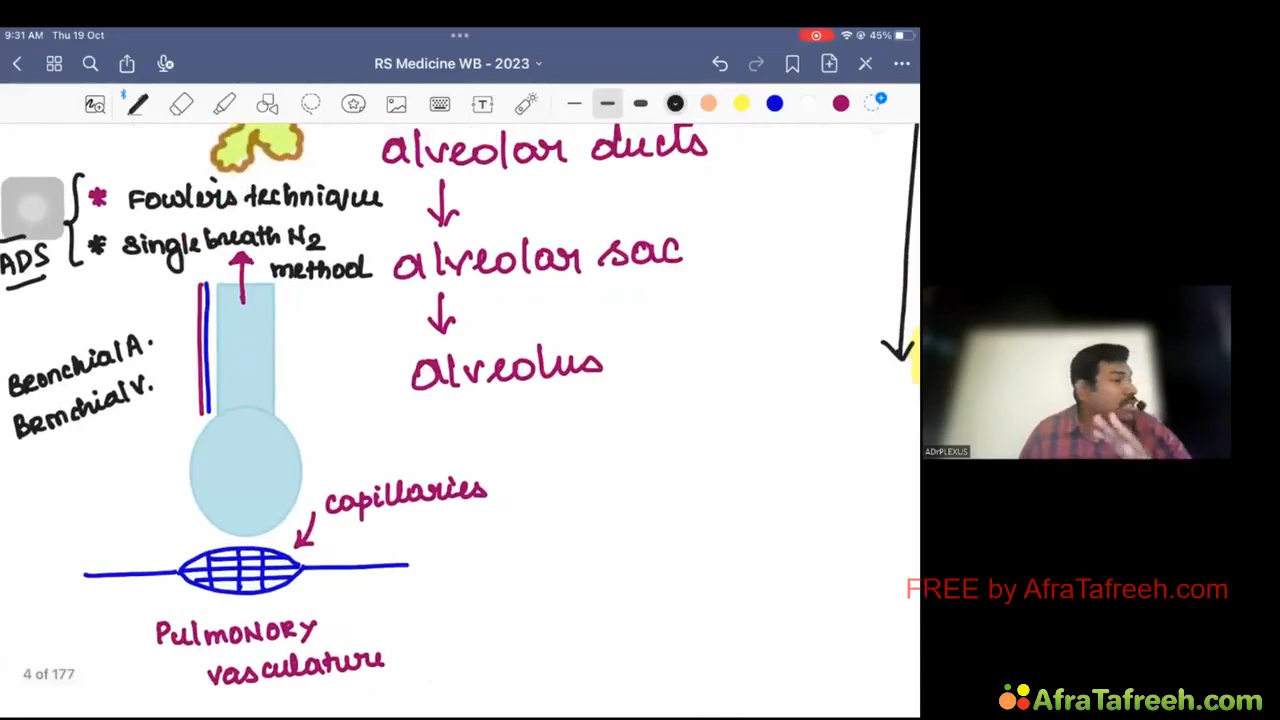 9:31 AM Thu 19 Oct
45%
RS Medicine WB - 2023
alveolar ducts
* Fowler's technique
* Single breath N2
method
ADS
alveolar sac
alveolus
Bronchial A.
Bronchial V.
capillaries
Pulmonory
vasculature
4 of 177
ADrPLEXUS
FREE by AfraTafreeh.com
AfraTafreeh.com